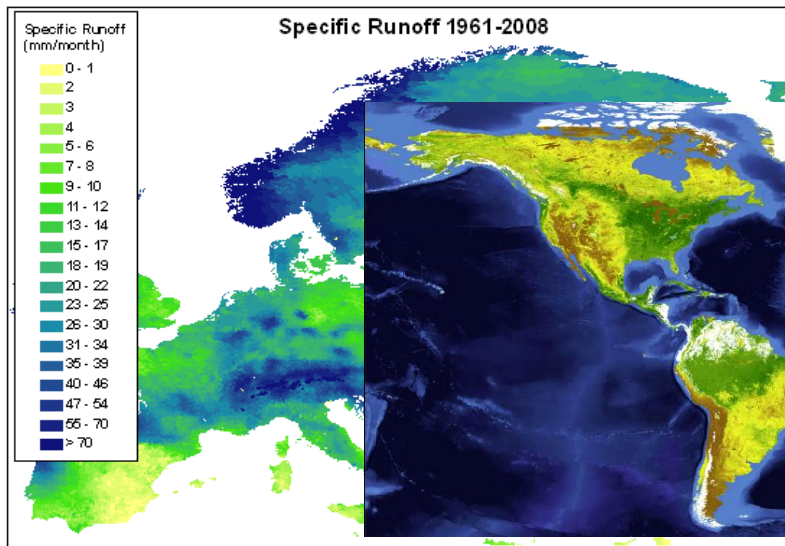 Specific Runoff 1961-2008
Specific Runoff
(mm/month)
0 - 1
2
3
4
5 - 6
7 - 8
9 - 10
11 - 12
13 - 14
15 - 17
18 - 19
20 - 22
23 - 25
26 - 30
31 - 34
35 - 39
40 - 46
47 - 54
55 - 70
> 70